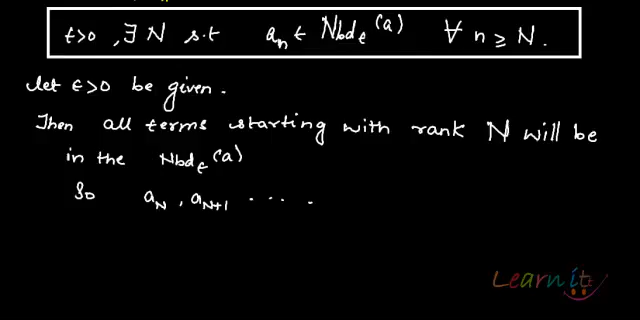 ϵ>0 , ∃ N s.t a_n ∈ Nbd_ϵ(a) ∀ n ≥ N.
let ϵ>0 be given.
Then all terms starting with rank N will be
in the Nbd_ϵ(a)
So a_N , a_{N+1} .... .
Learnit